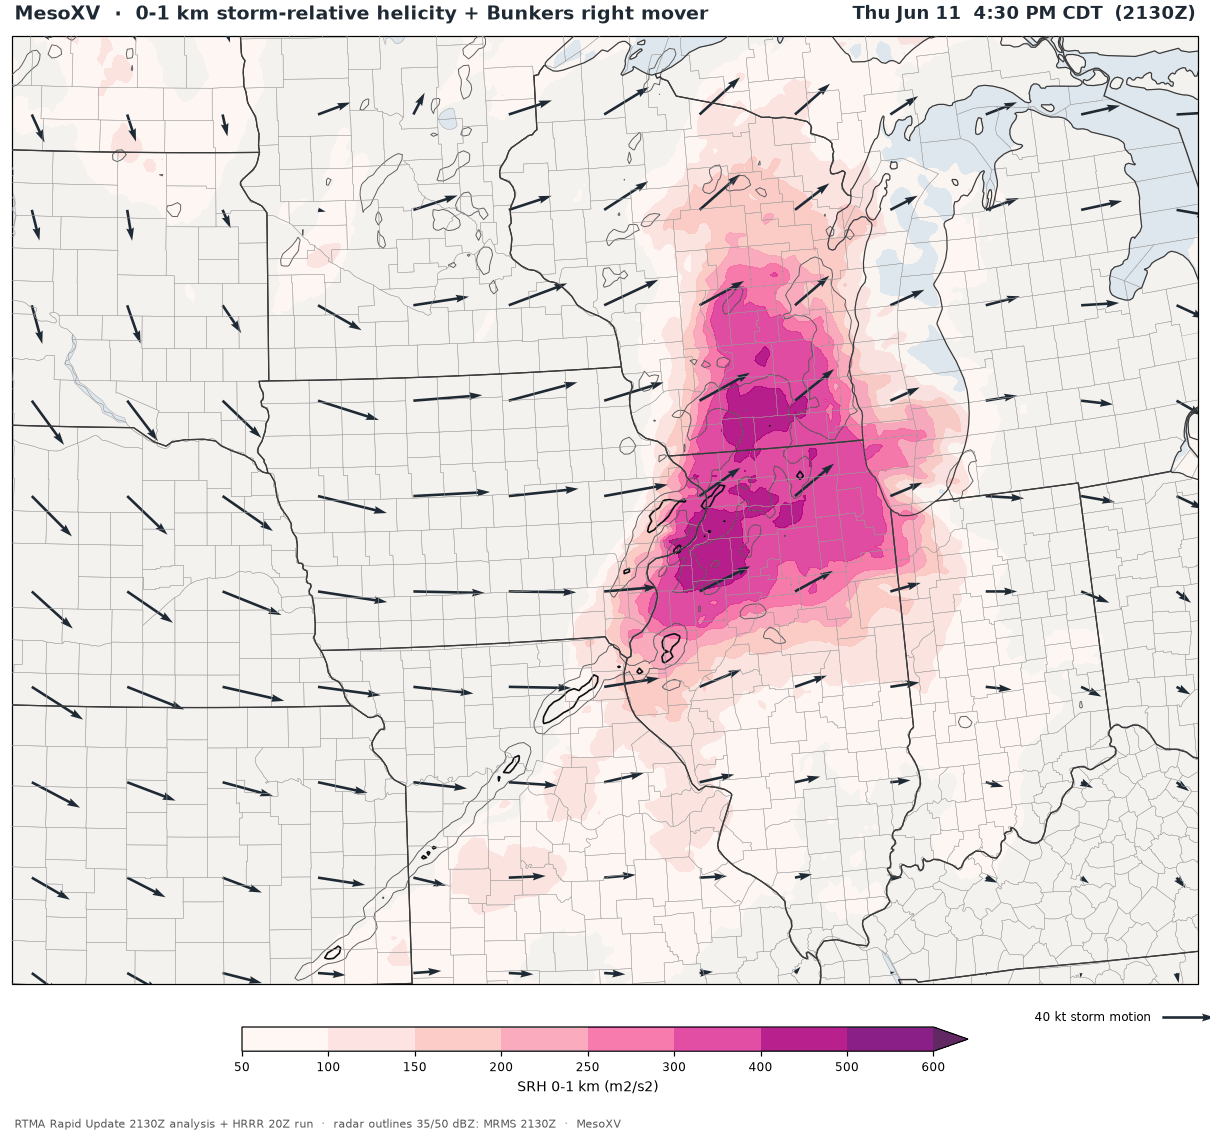 MesoXV · 0-1 km storm-relative helicity + Bunkers right mover
Thu Jun 11 4:30 PM CDT (2130Z)
40 kt storm motion
50 100 150 200 250 300 400 500 600
SRH 0-1 km (m2/s2)
RTMA Rapid Update 2130Z analysis + HRRR 20Z run · radar outlines 35/50 dBZ: MRMS 2130Z · MesoXV